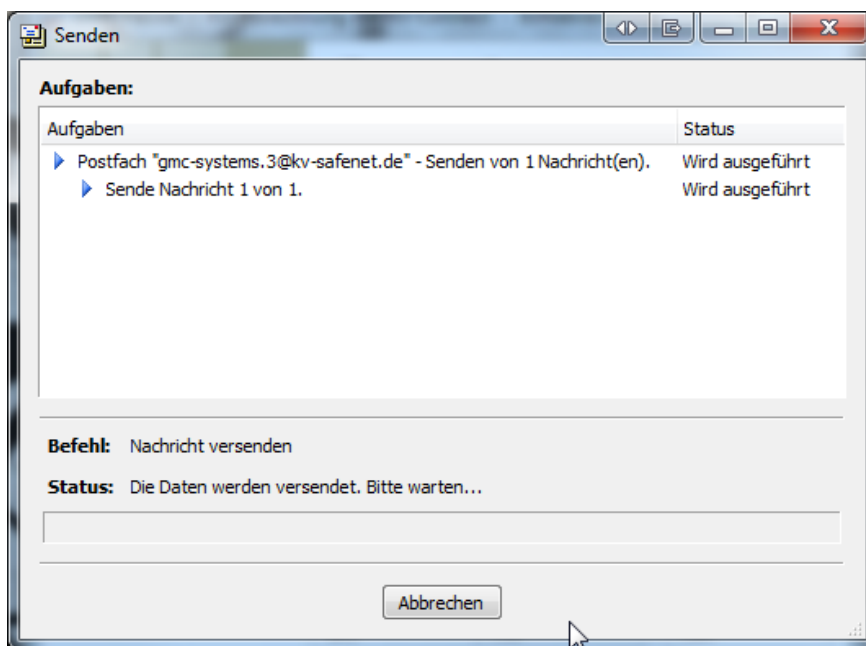 Senden
Aufgaben:
Aufgaben Status
Postfach "gmc-systems.3@kv-safenet.de" - Senden von 1 Nachricht(en). Wird ausgeführt
Sende Nachricht 1 von 1. Wird ausgeführt
Befehl: Nachricht versenden
Status: Die Daten werden versendet. Bitte warten...
Abbrechen